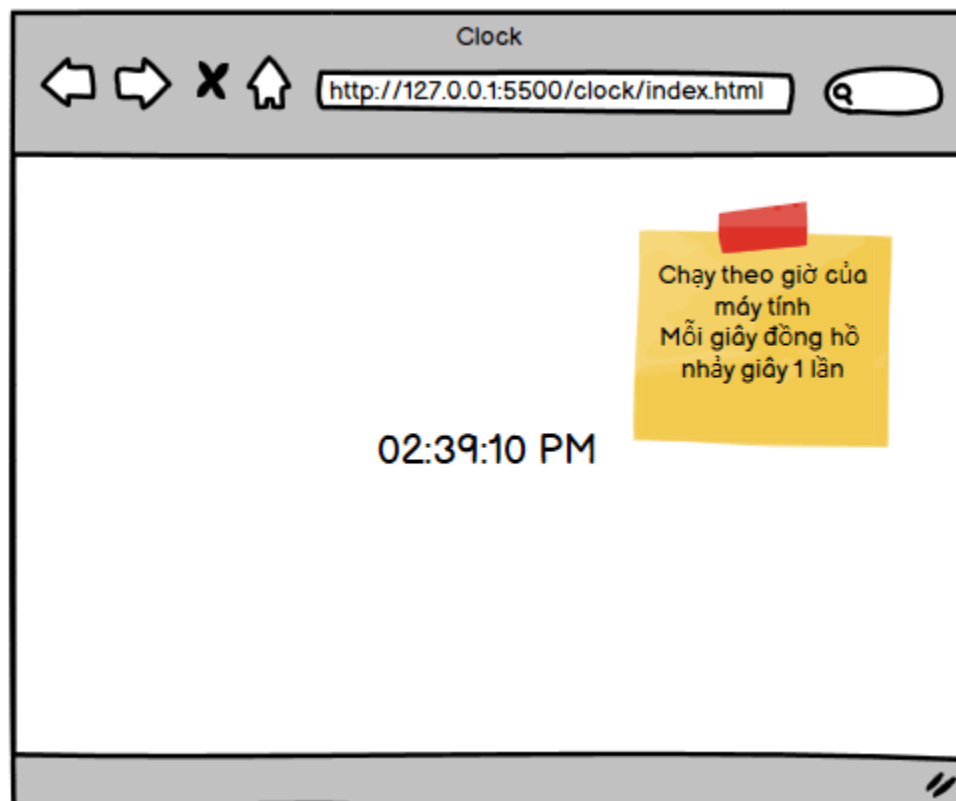 Clock
http://127.0.0.1:5500/clock/index.html
Chạy theo giờ của
máy tính
Mỗi giây đồng hồ
nhảy giây 1 lần
02:39:10 PM